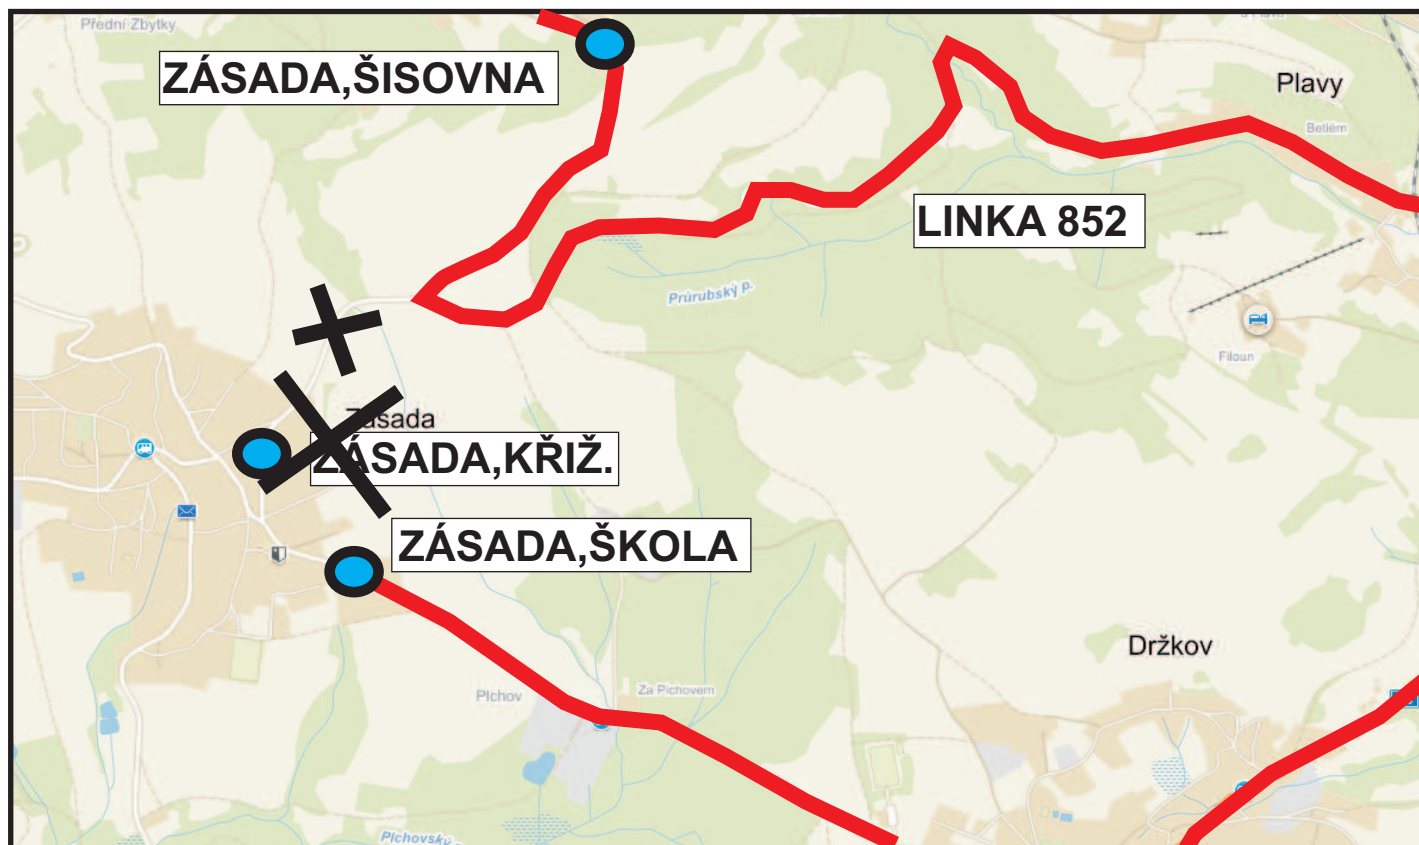 Přední Zbytky
ZÁSADA,ŠISOVNA
Plavy
Betlém
LINKA 852
Průrubský p.
Filoun
Zásada
ZÁSADA,KŘIŽ.
ZÁSADA,ŠKOLA
Držkov
Plchov
Za Plchovem
Plchovský